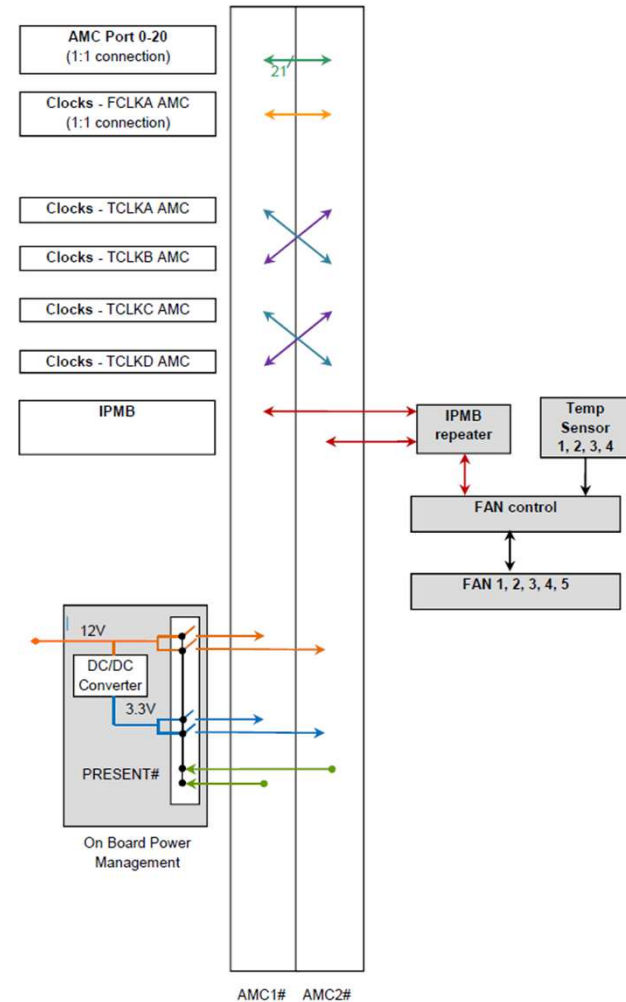 AMC Port 0-20
(1:1 connection)
21
Clocks - FCLKA AMC
(1:1 connection)
Clocks - TCLKA AMC
Clocks - TCLKB AMC
Clocks - TCLKC AMC
Clocks - TCLKD AMC
IPMB
IPMB
repeater
Temp
Sensor
1, 2, 3, 4
FAN control
FAN 1, 2, 3, 4, 5
12V
DC/DC
Converter
3.3V
PRESENT#
On Board Power
Management
AMC1# AMC2#